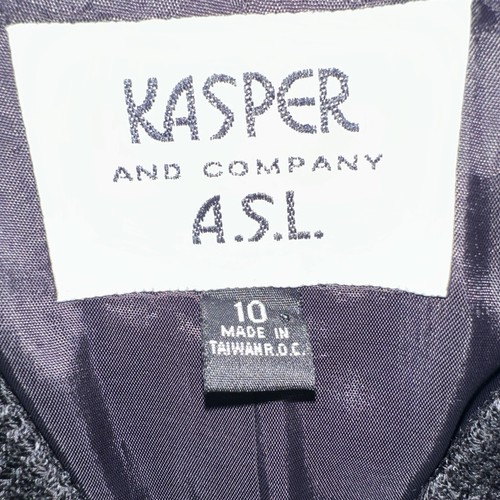 KASPER
AND COMPANY
A.S.L.
10
MADE IN
TAIWAN R.O.C.